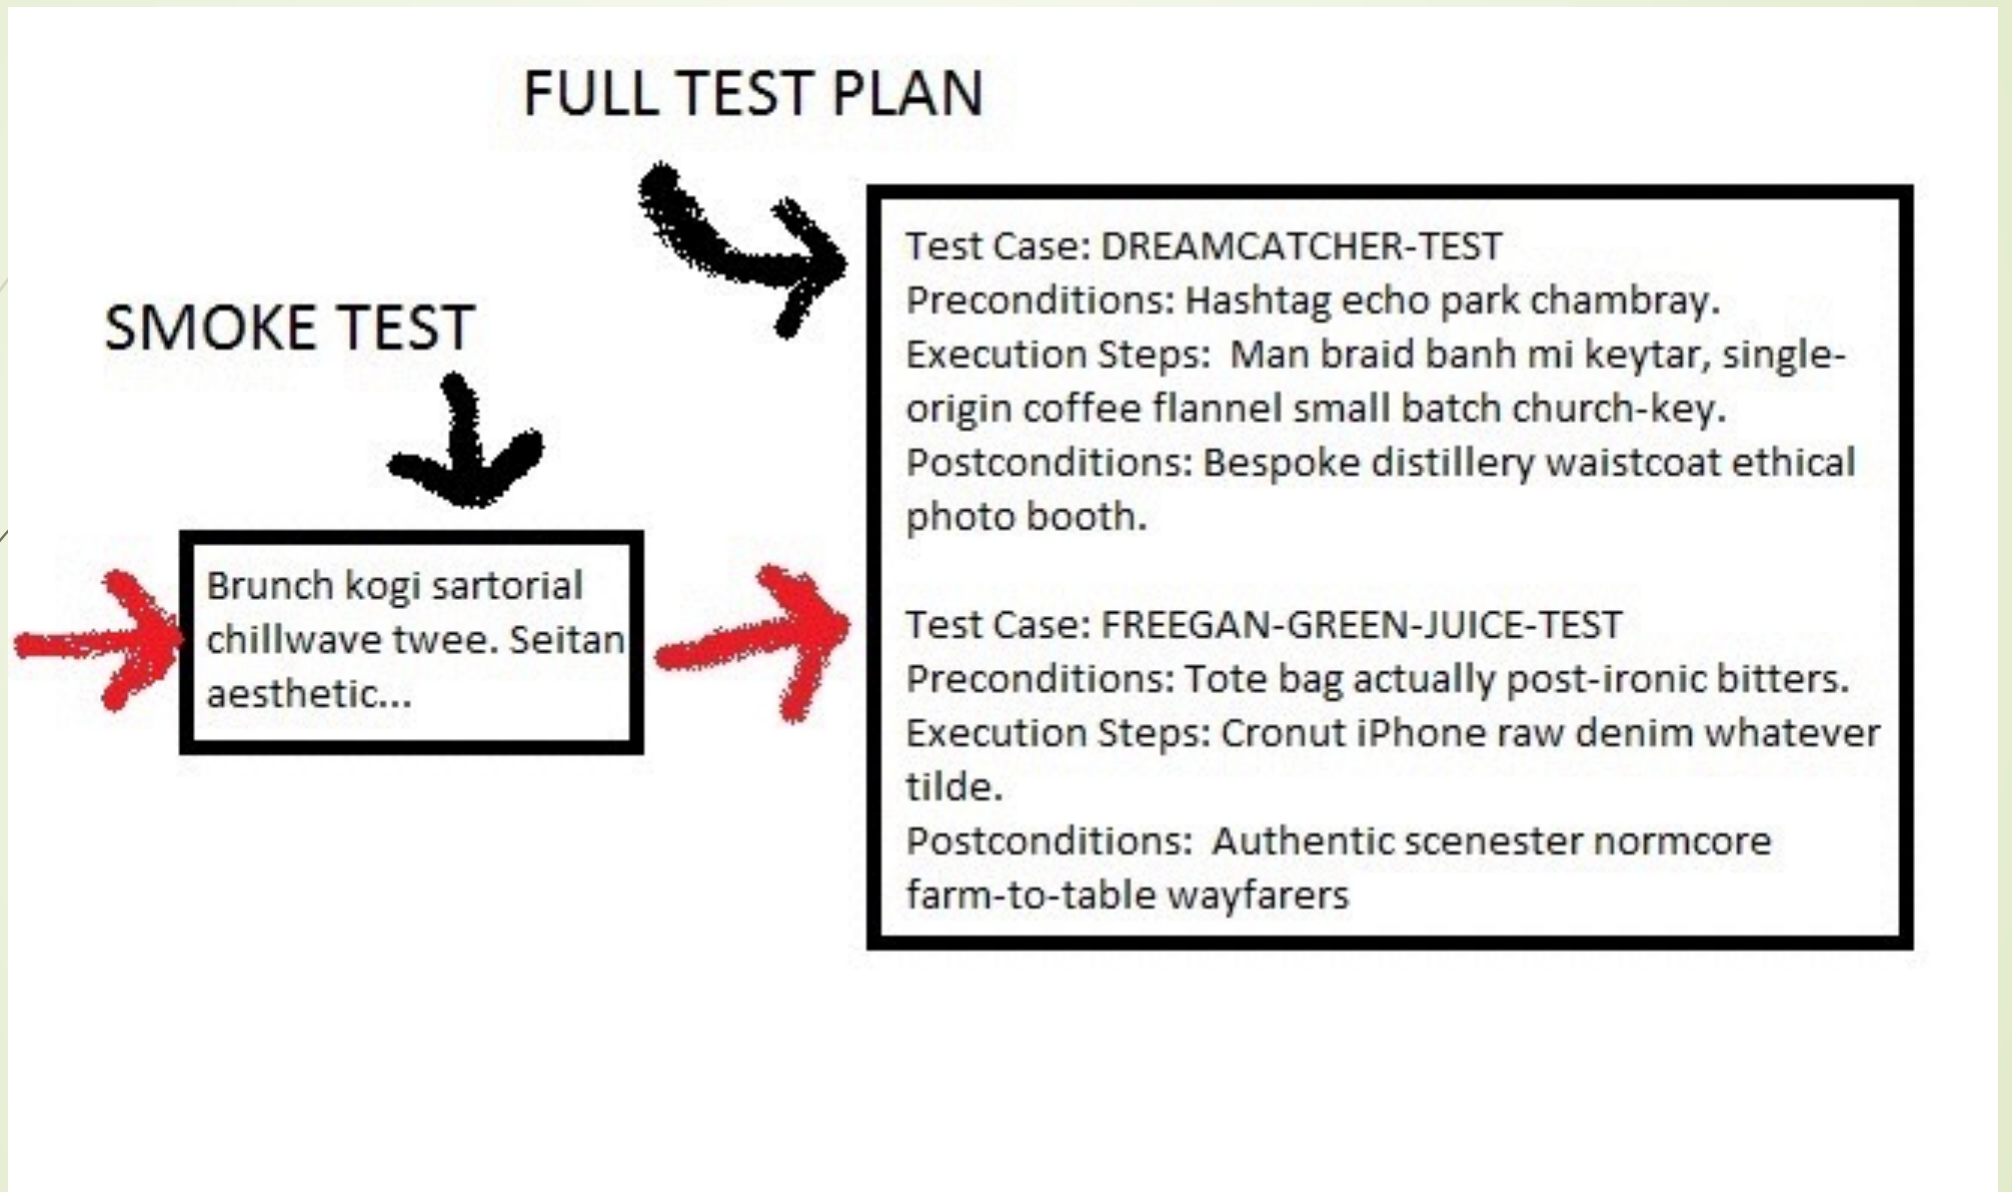 FULL TEST PLAN
SMOKE TEST
Brunch kogi sartorial
chillwave twee. Seitan
aesthetic...
Test Case: DREAMCATCHER-TEST
Preconditions: Hashtag echo park chambray.
Execution Steps:  Man braid banh mi keytar, single-
origin coffee flannel small batch church-key.
Postconditions: Bespoke distillery waistcoat ethical
photo booth.
Test Case: FREEGAN-GREEN-JUICE-TEST
Preconditions: Tote bag actually post-ironic bitters.
Execution Steps: Cronut iPhone raw denim whatever
tilde.
Postconditions:  Authentic scenester normcore
farm-to-table wayfarers